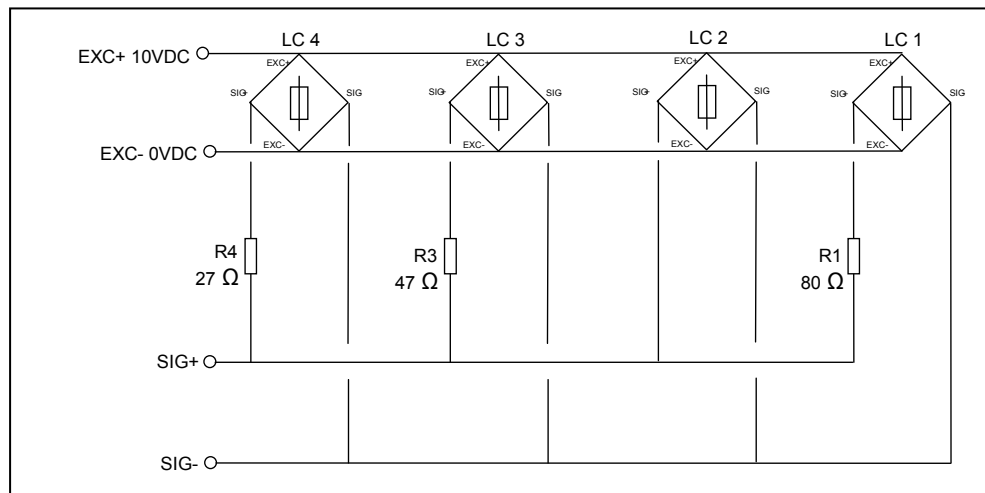 LC 4 LC 3 LC 2 LC 1
EXC+ 10VDC
EXC+ EXC+ EXC+ EXC+
SIG+ SIG SIG+ SIG SIG+ SIG SIG+ SIG
EXC- EXC- EXC- EXC-
EXC- 0VDC
R4 R3 R1
27 Ω 47 Ω 80 Ω
SIG+
SIG-